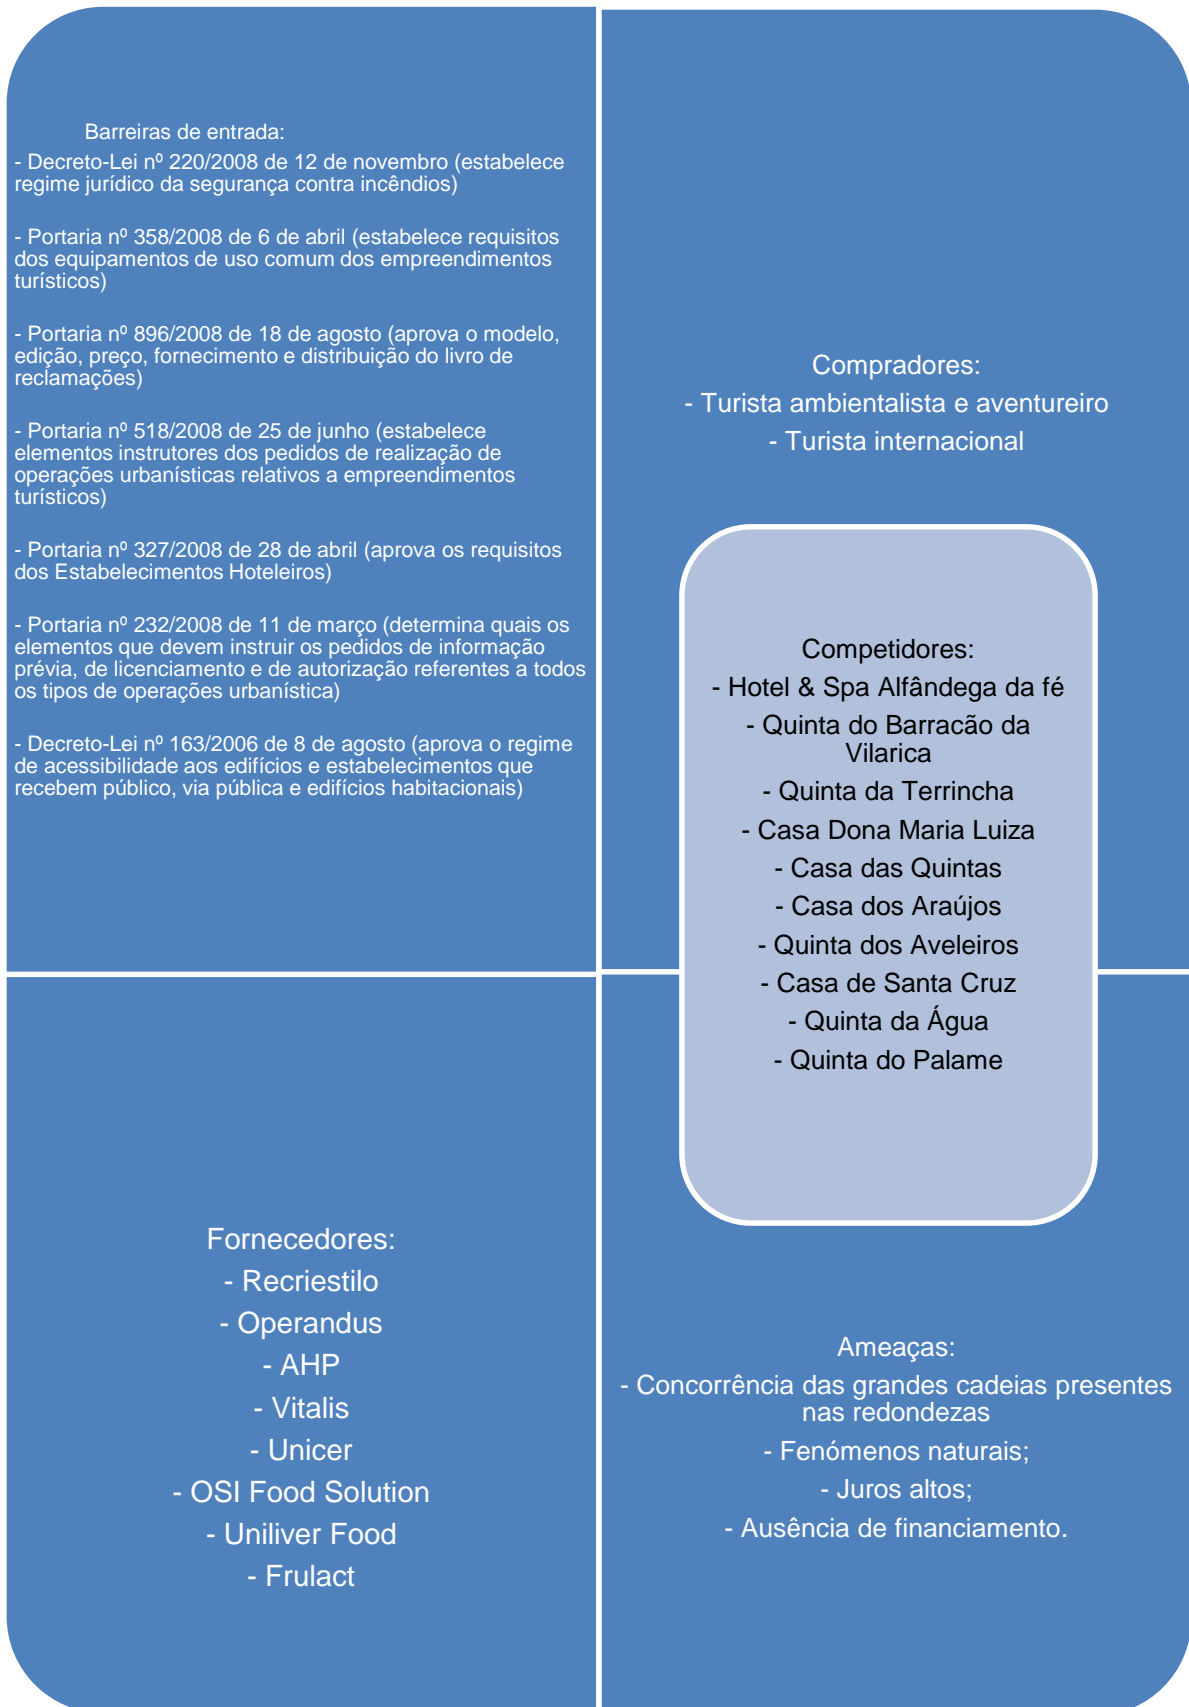 Barreiras de entrada:
- Decreto-Lei nº 220/2008 de 12 de novembro (estabelece
regime jurídico da segurança contra incêndios)
- Portaria nº 358/2008 de 6 de abril (estabelece requisitos
dos equipamentos de uso comum dos empreendimentos
turísticos)
- Portaria nº 896/2008 de 18 de agosto (aprova o modelo,
edição, preço, fornecimento e distribuição do livro de
reclamações)
- Portaria nº 518/2008 de 25 de junho (estabelece
elementos instrutores dos pedidos de realização de
operações urbanísticas relativos a empreendimentos
turísticos)
- Portaria nº 327/2008 de 28 de abril (aprova os requisitos
dos Estabelecimentos Hoteleiros)
- Portaria nº 232/2008 de 11 de março (determina quais os
elementos que devem instruir os pedidos de informação
prévia, de licenciamento e de autorização referentes a todos
os tipos de operações urbanística)
- Decreto-Lei nº 163/2006 de 8 de agosto (aprova o regime
de acessibilidade aos edifícios e estabelecimentos que
recebem público, via pública e edifícios habitacionais)
Compradores:
- Turista ambientalista e aventureiro
- Turista internacional
Competidores:
- Hotel & Spa Alfândega da fé
- Quinta do Barracão da
Vilarica
- Quinta da Terrincha
- Casa Dona Maria Luiza
- Casa das Quintas
- Casa dos Araújos
- Quinta dos Aveleiros
- Casa de Santa Cruz
- Quinta da Água
- Quinta do Palame
Fornecedores:
- Recriestilo
- Operandus
- AHP
- Vitalis
- Unicer
- OSI Food Solution
- Uniliver Food
- Frulact
Ameaças:
- Concorrência das grandes cadeias presentes
nas redondezas
- Fenómenos naturais;
- Juros altos;
- Ausência de financiamento.